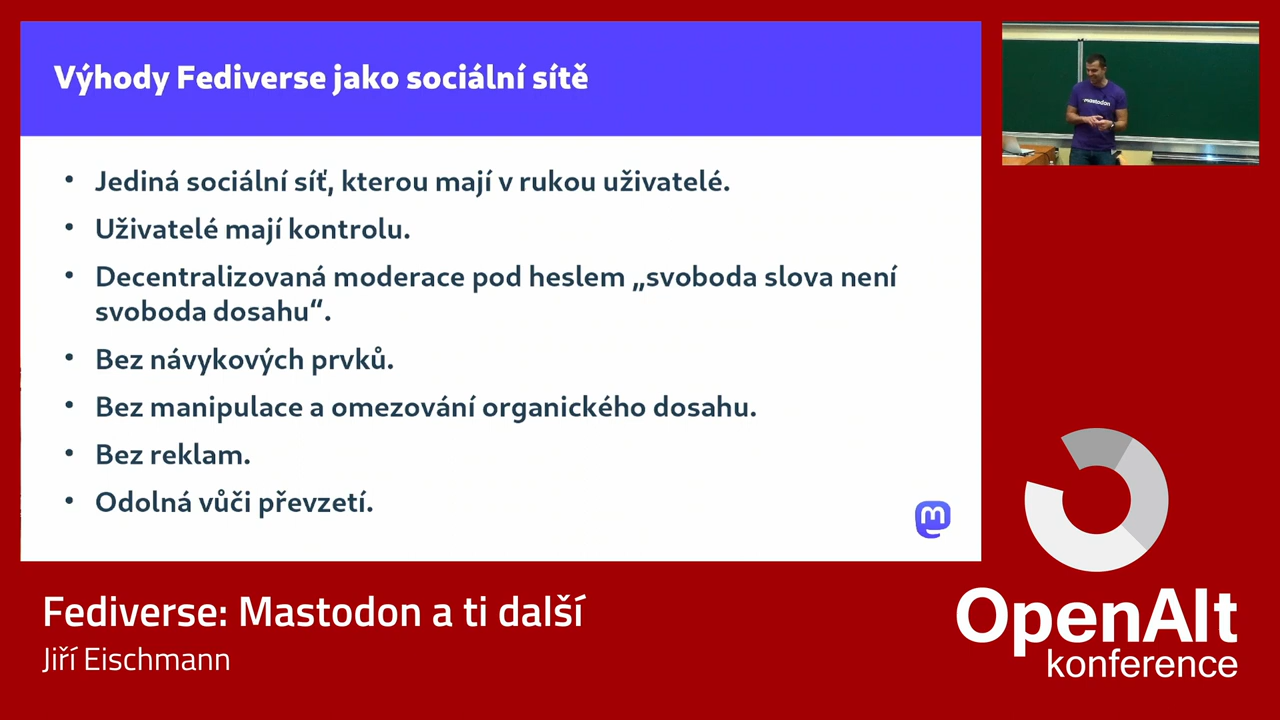 Výhody Fediverse jako sociální sítě
• Jediná sociální síť, kterou mají v rukou uživatelé.
• Uživatelé mají kontrolu.
• Decentralizovaná moderace pod heslem „svoboda slova není
svoboda dosahu“.
• Bez návykových prvků.
• Bez manipulace a omezování organického dosahu.
• Bez reklam.
• Odolná vůči převzetí.
mastodon
Fediverse: Mastodon a ti další
Jiří Eischmann
OpenAlt
konference